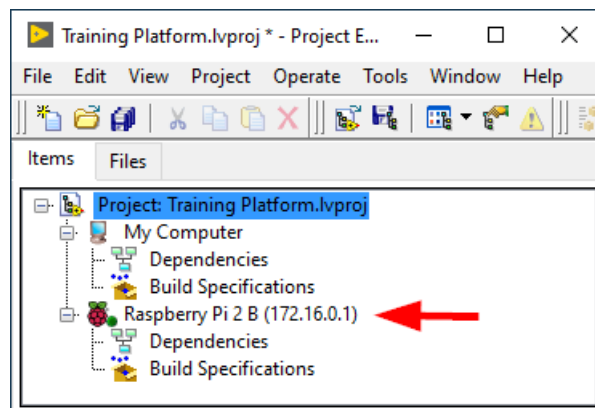 Training Platform.lvproj * - Project E...
File Edit View Project Operate Tools Window Help
Items Files
Project: Training Platform.lvproj
My Computer
Dependencies
Build Specifications
Raspberry Pi 2 B (172.16.0.1)
Dependencies
Build Specifications